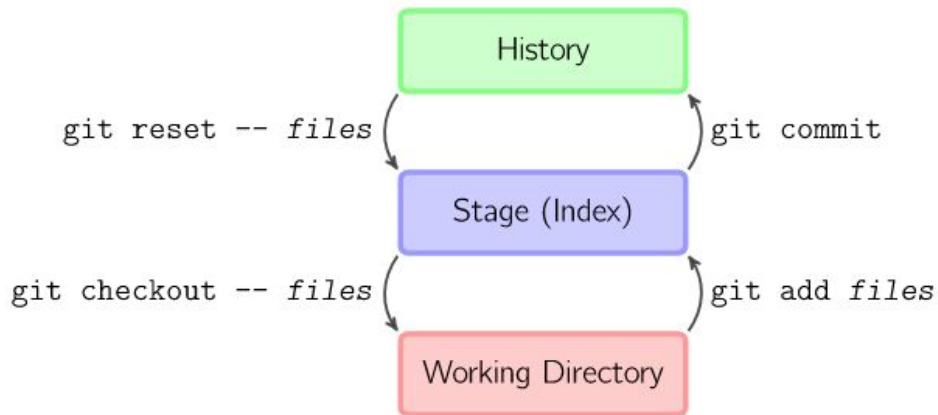 History
git reset -- files
git commit
Stage (Index)
git checkout -- files
git add files
Working Directory